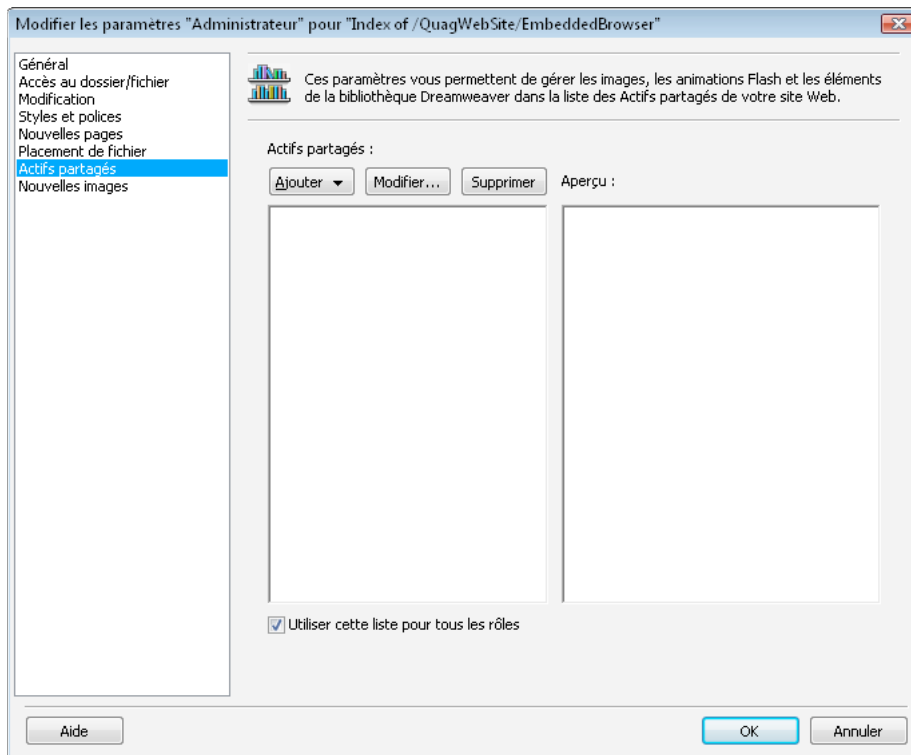 Modifier les paramètres "Administrateur" pour "Index of /QuagWebSite/EmbeddedBrowser"
Général
Accès au dossier/fichier
Modification
Styles et polices
Nouvelles pages
Placement de fichier
Actifs partagés
Nouvelles images
Ces paramètres vous permettent de gérer les images, les animations Flash et les éléments
de la bibliothèque Dreamweaver dans la liste des Actifs partagés de votre site Web.
Actifs partagés :
Ajouter
Modifier...
Supprimer
Aperçu :
Utiliser cette liste pour tous les rôles
Aide
OK
Annuler